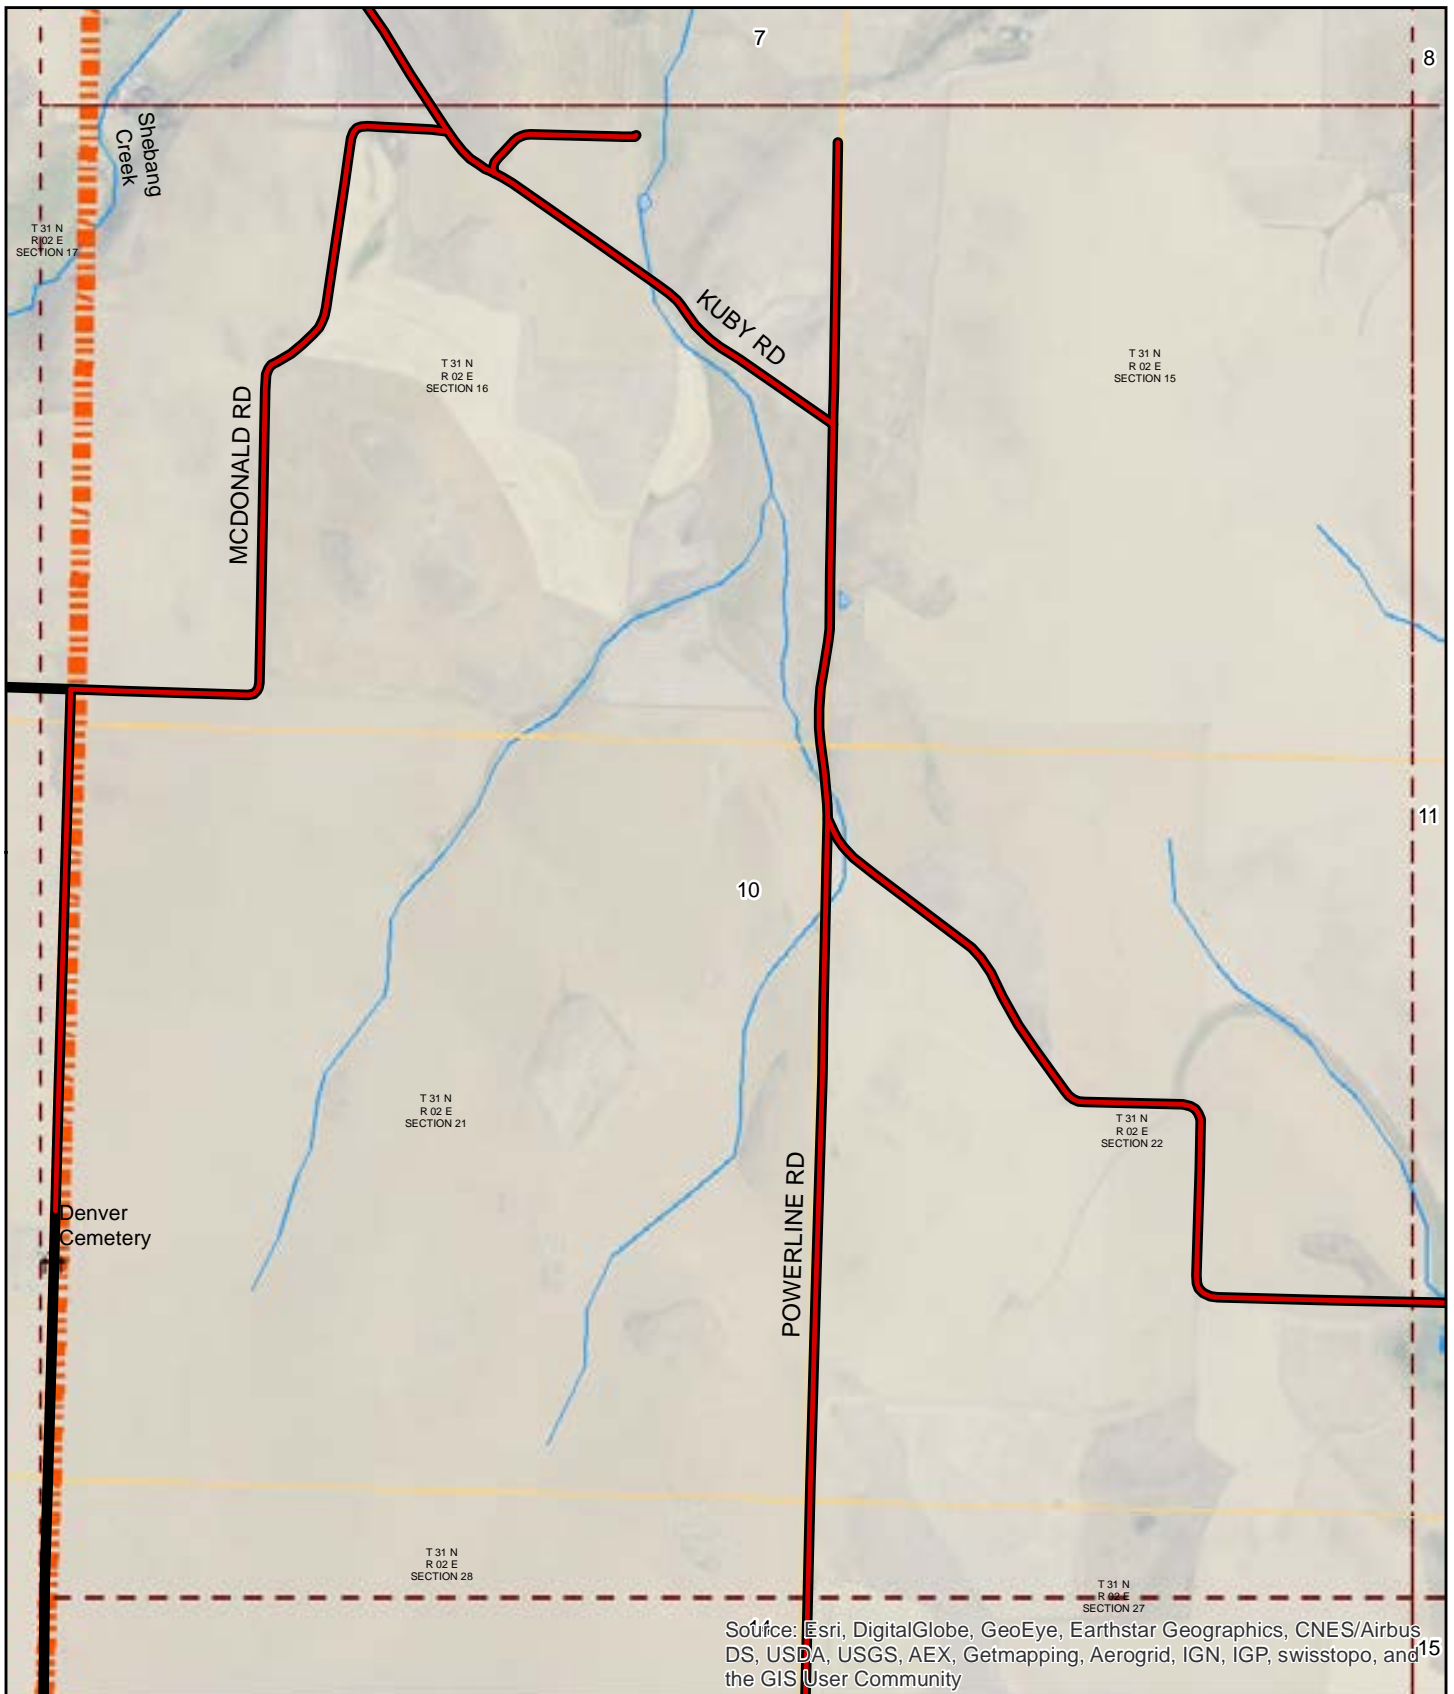 7
8
Shebang
Creek
T 31 N
R 02 E
SECTION 17
KUBY RD
T 31 N
R 02 E
SECTION 16
T 31 N
R 02 E
SECTION 15
MCDONALD RD
11
10
T 31 N
R 02 E
SECTION 21
T 31 N
R 02 E
SECTION 22
POWERLINE RD
Denver
Cemetery
T 31 N
R 02 E
SECTION 28
T 31 N
R 02 E
SECTION 27
14
Source: Esri, DigitalGlobe, GeoEye, Earthstar Geographics, CNES/Airbus
DS, USDA, USGS, AEX, Getmapping, Aerogrid, IGN, IGP, swisstopo, and
the GIS User Community
15